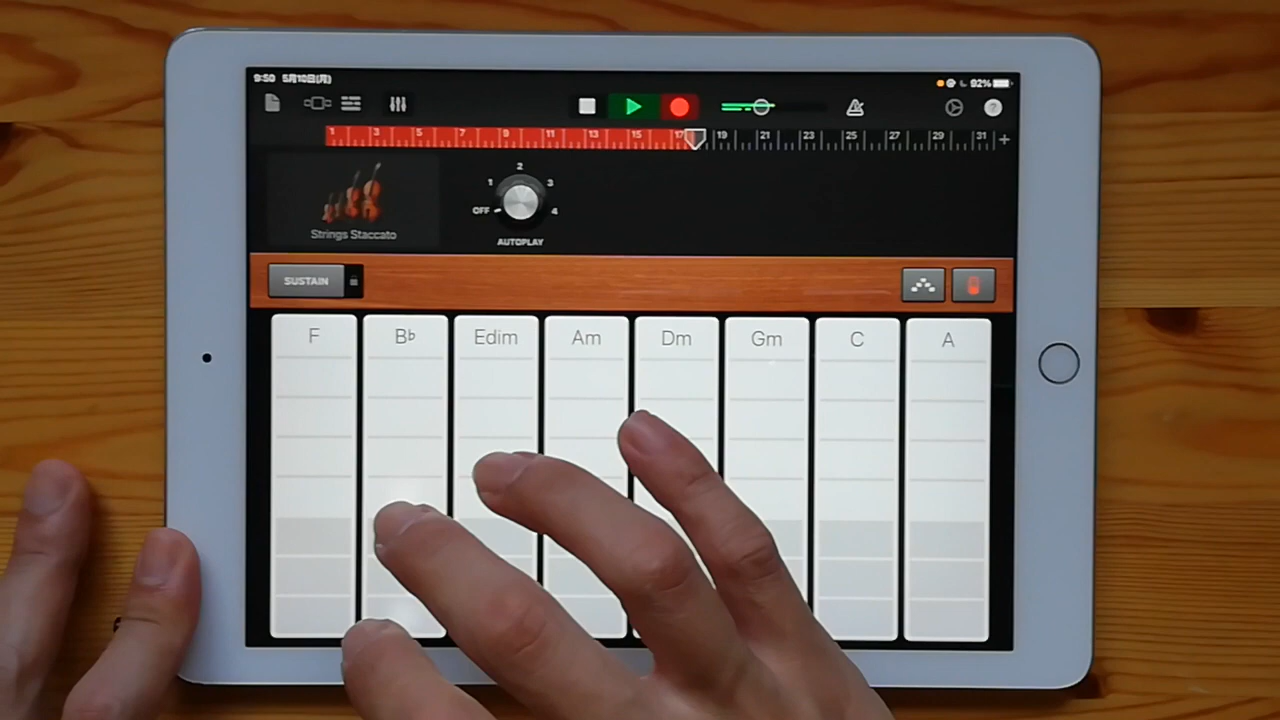 9:50 5月10日(月)
92%
1 3 5 7 9 11 13 15 17 19 21 23 25 27 29 31 +
?
Strings Staccato
OFF 1 2 3 4
AUTOPLAY
SUSTAIN
F B♭ Edim Am Dm Gm C A